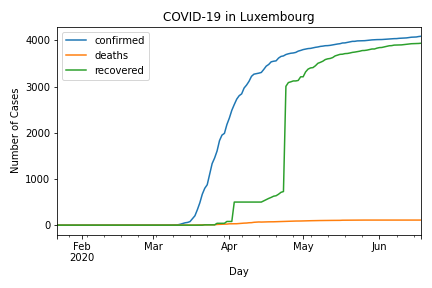 COVID-19 in Luxembourg
confirmed
deaths
recovered
Number of Cases
4000
3000
2000
1000
0
Feb
2020
Mar
Apr
May
Jun
Day